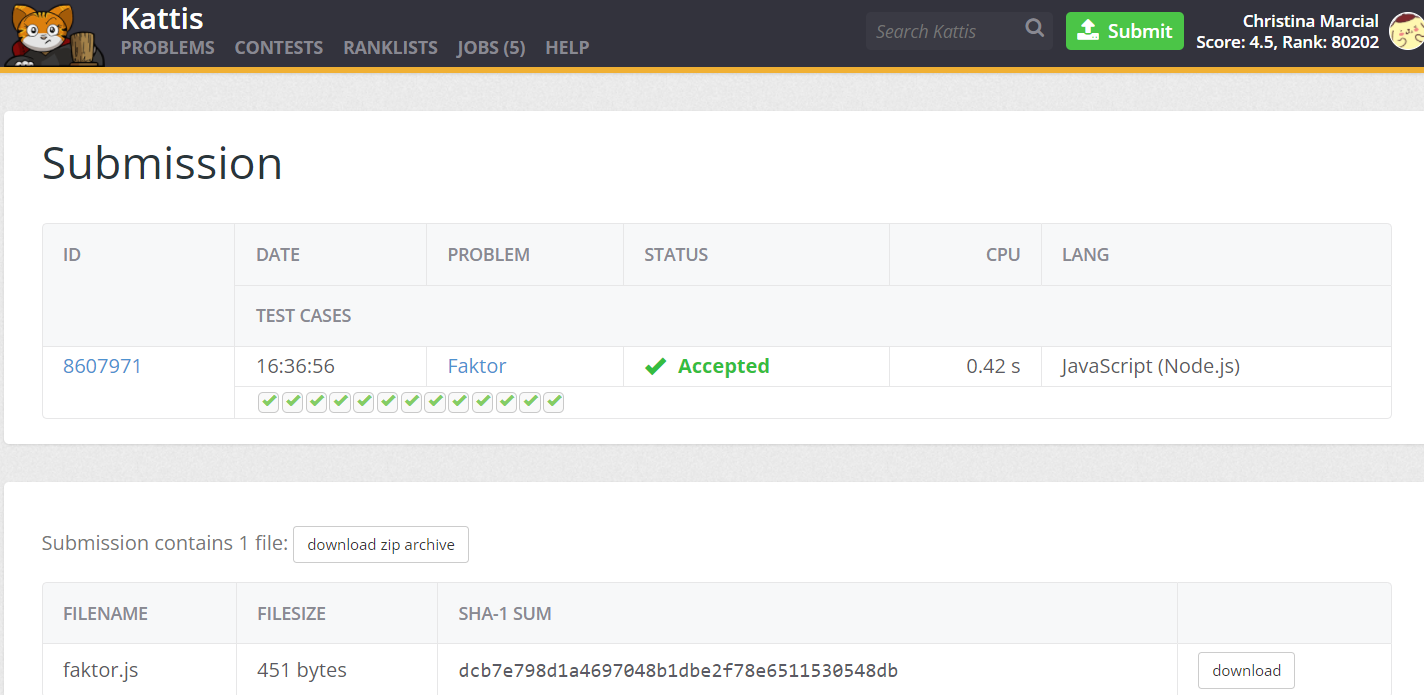 Kattis
PROBLEMS CONTESTS RANKLISTS JOBS (5) HELP
Search Kattis
Submit
Christina Marcial
Score: 4.5, Rank: 80202
Submission
ID DATE PROBLEM STATUS CPU LANG
TEST CASES
8607971 16:36:56 Faktor Accepted 0.42 s JavaScript (Node.js)
Submission contains 1 file: download zip archive
FILENAME FILESIZE SHA-1 SUM
faktor.js 451 bytes dcb7e798d1a4697048b1dbe2f78e6511530548db download